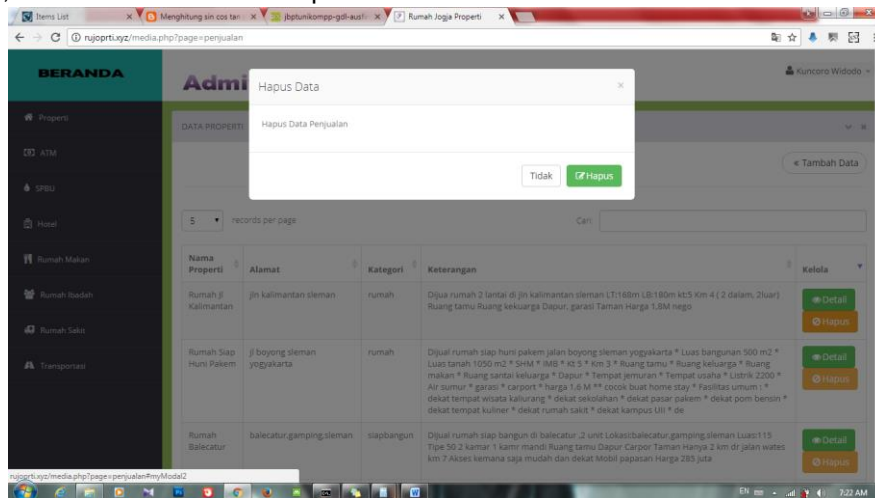 Items List
Menghitung sin cos tan
jbptunikompp-gdl-ausf
Rumah Jogja Properti
rujoprti.xyz/media.php?page=penjualan
BERANDA
Admi
Kuncoro Widodo
Hapus Data
×
Hapus Data Penjualan
Tidak
Hapus
Properti
ATM
SPBU
Hotel
Rumah Makan
Rumah Ibadah
Rumah Sakit
Transportasi
DATA PROPERTI
« Tambah Data
5 records per page
Cari:
Nama Properti
Alamat
Kategori
Keterangan
Kelola
Rumah Jl
Kalimantan
jln kalimantan sleman
rumah
Dijua rumah 2 lantai di jln kalimantan sleman LT:168m LB:180m kt:5 Km 4 ( 2 dalam, 2luar)
Ruang tamu Ruang kekuarga Dapur, garasi Taman Harga 1,8M nego
Detail
Hapus
Rumah Siap
Huni Pakem
jl boyong sleman
yogyakarta
rumah
Dijual rumah siap huni pakem jalan boyong sleman yogyakarta * Luas bangunan 500 m2 *
Luas tanah 1050 m2 * SHM * IMB * Kt 5 * Km 3 * Ruang tamu * Ruang keluarga * Ruang
makan * Ruang santai keluarga * Dapur * Tempat jemuran * Tempat usaha * Listrik 2200 *
Air sumur * garasi * carport * harga 1,6 M ** cocok buat home stay * Fasilitas umum : *
dekat tempat wisata kaliurang * dekat sekolahan * dekat pasar pakem * dekat pom bensin *
dekat tempat kuliner * dekat rumah sakit * dekat kampus UII * de
Detail
Hapus
Rumah
Balecatur
balecatur,gamping,sleman
siapbangun
Dijual rumah siap bangun di balecatur ,2 unit Lokasi:balecatur,gamping,sleman Luas:115
Tipe 50 2 kamar 1 kamr mandi Ruang tamu Dapur Carpor Taman Hanya 2 km dr jalan wates
km 7 Akses kemana saja mudah dan dekat Mobil papasan Harga 285 juta
Detail
Hapus
rujoprti.xyz/media.php?page=penjualan#myModal2
EN
7:22 AM